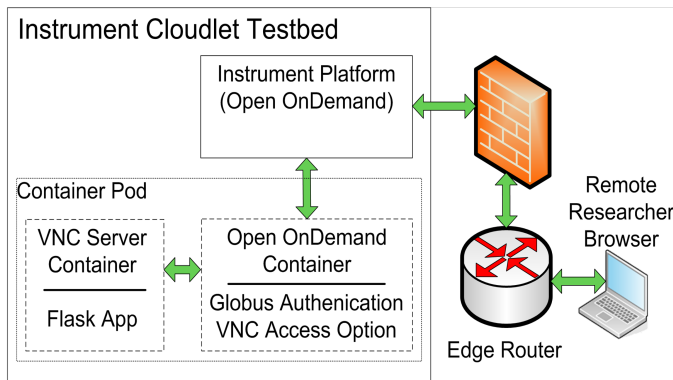 Instrument Cloudlet Testbed
Instrument Platform
(Open OnDemand)
Container Pod
VNC Server
Container
Flask App
Open OnDemand
Container
Globus Authenication
VNC Access Option
Remote
Researcher
Browser
Edge Router